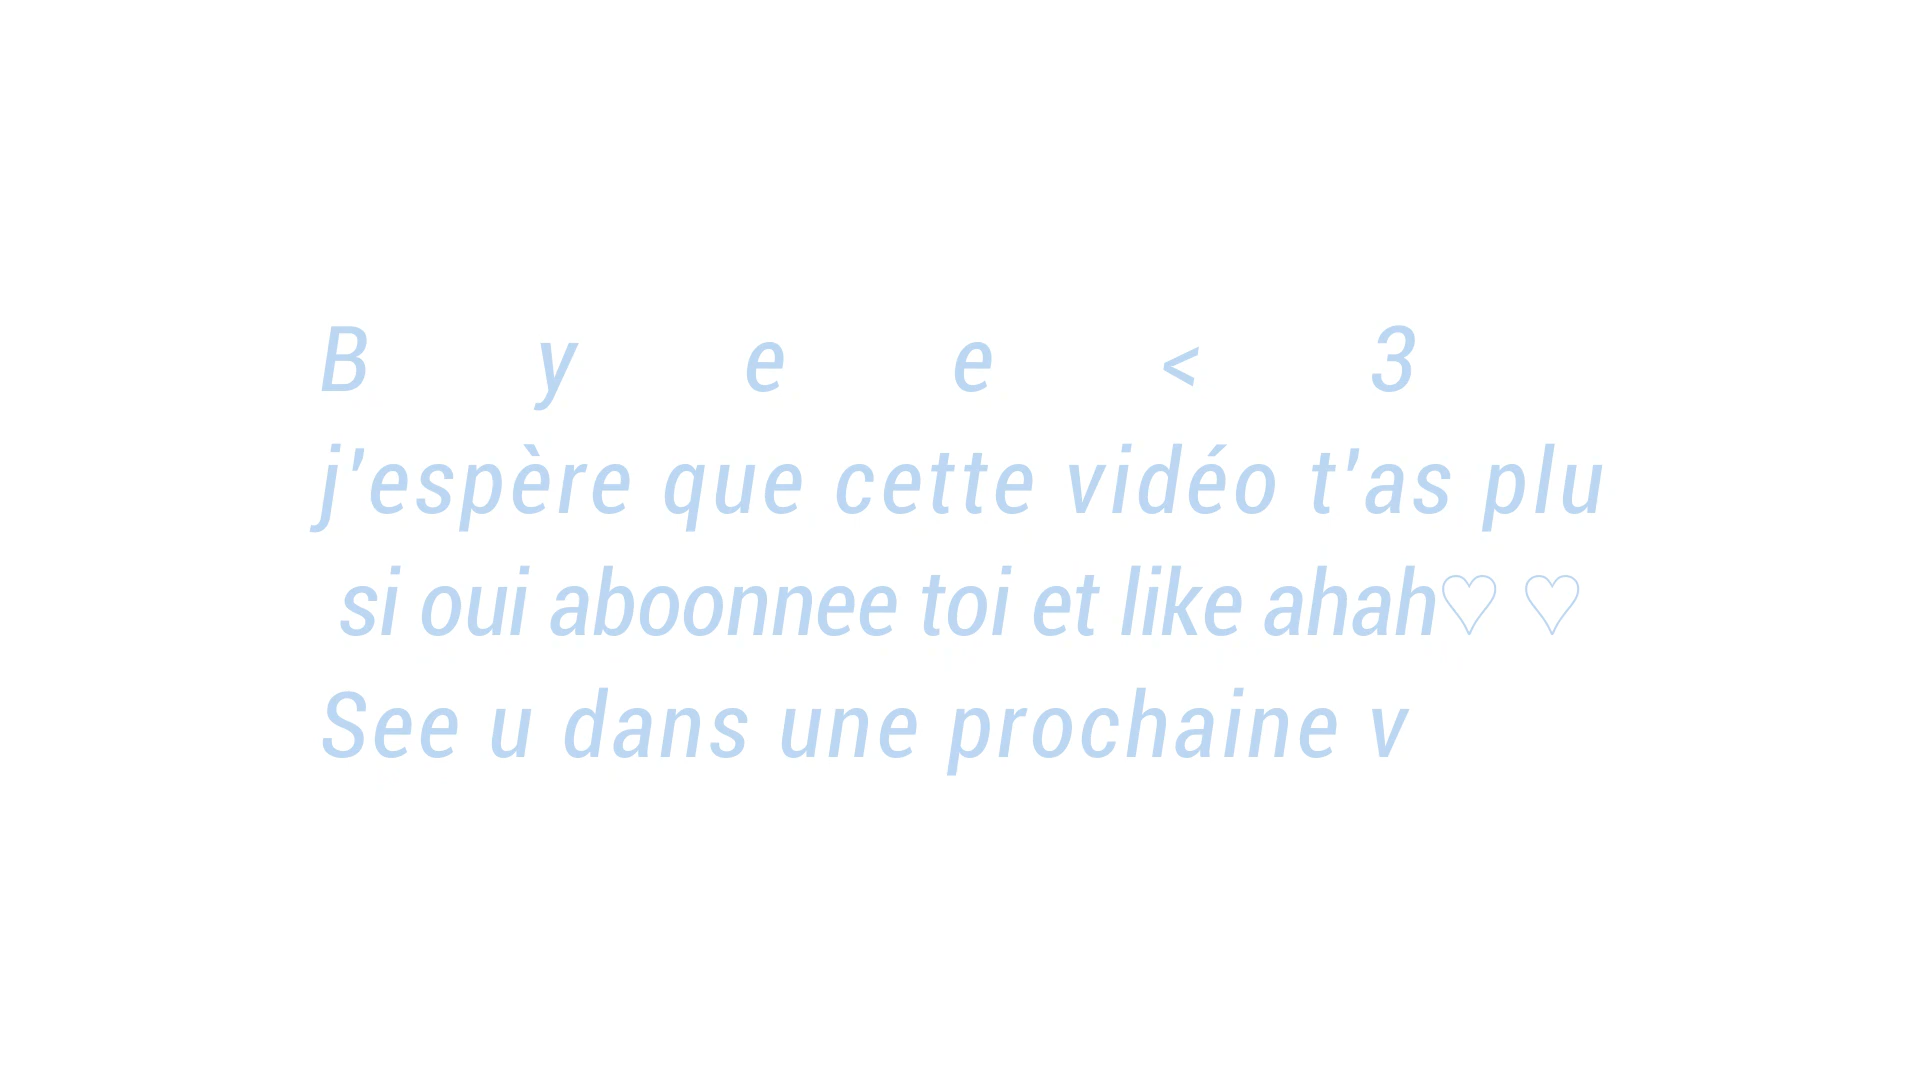 B y e e < 3
j'espère que cette vidéo t'as plu
si oui aboonnee toi et like ahah♡ ♡
See u dans une prochaine v